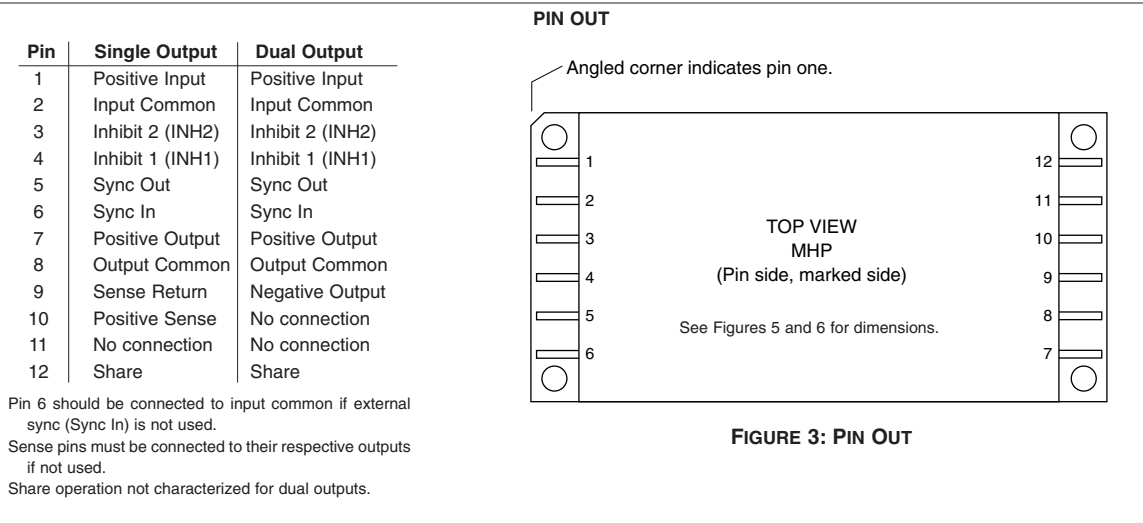 PIN OUT
Pin Single Output Dual Output
1 Positive Input Positive Input
2 Input Common Input Common
3 Inhibit 2 (INH2) Inhibit 2 (INH2)
4 Inhibit 1 (INH1) Inhibit 1 (INH1)
5 Sync Out Sync Out
6 Sync In Sync In
7 Positive Output Positive Output
8 Output Common Output Common
9 Sense Return Negative Output
10 Positive Sense No connection
11 No connection No connection
12 Share Share
Pin 6 should be connected to input common if external
sync (Sync In) is not used.
Sense pins must be connected to their respective outputs
if not used.
Share operation not characterized for dual outputs.
Angled corner indicates pin one.
1 12
2 11
3 10
4 9
5 8
6 7
TOP VIEW
MHP
(Pin side, marked side)
See Figures 5 and 6 for dimensions.
FIGURE 3: PIN OUT